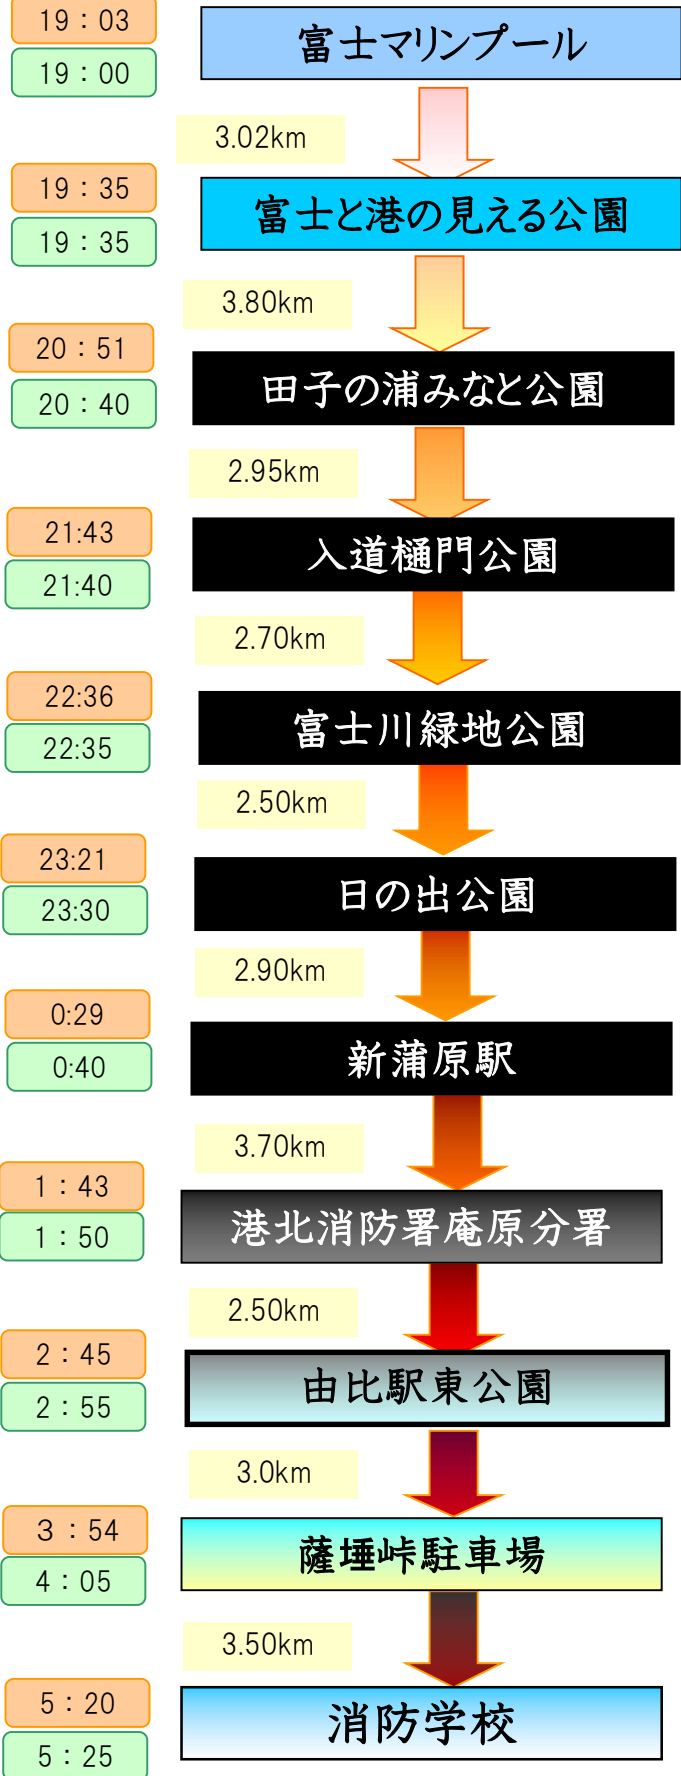 19：03
富士マリンプール
19：00
3.02km
19：35
富士と港の見える公園
19：35
3.80km
20：51
田子の浦みなと公園
20：40
2.95km
21:43
入道樋門公園
21:40
2.70km
22:36
富士川緑地公園
22:35
2.50km
23:21
日の出公園
23:30
2.90km
0:29
新蒲原駅
0:40
3.70km
1：43
港北消防署庵原分署
1：50
2.50km
2：45
由比駅東公園
2：55
3.0km
3：54
薩埵峠駐車場
4：05
3.50km
5：20
消防学校
5：25